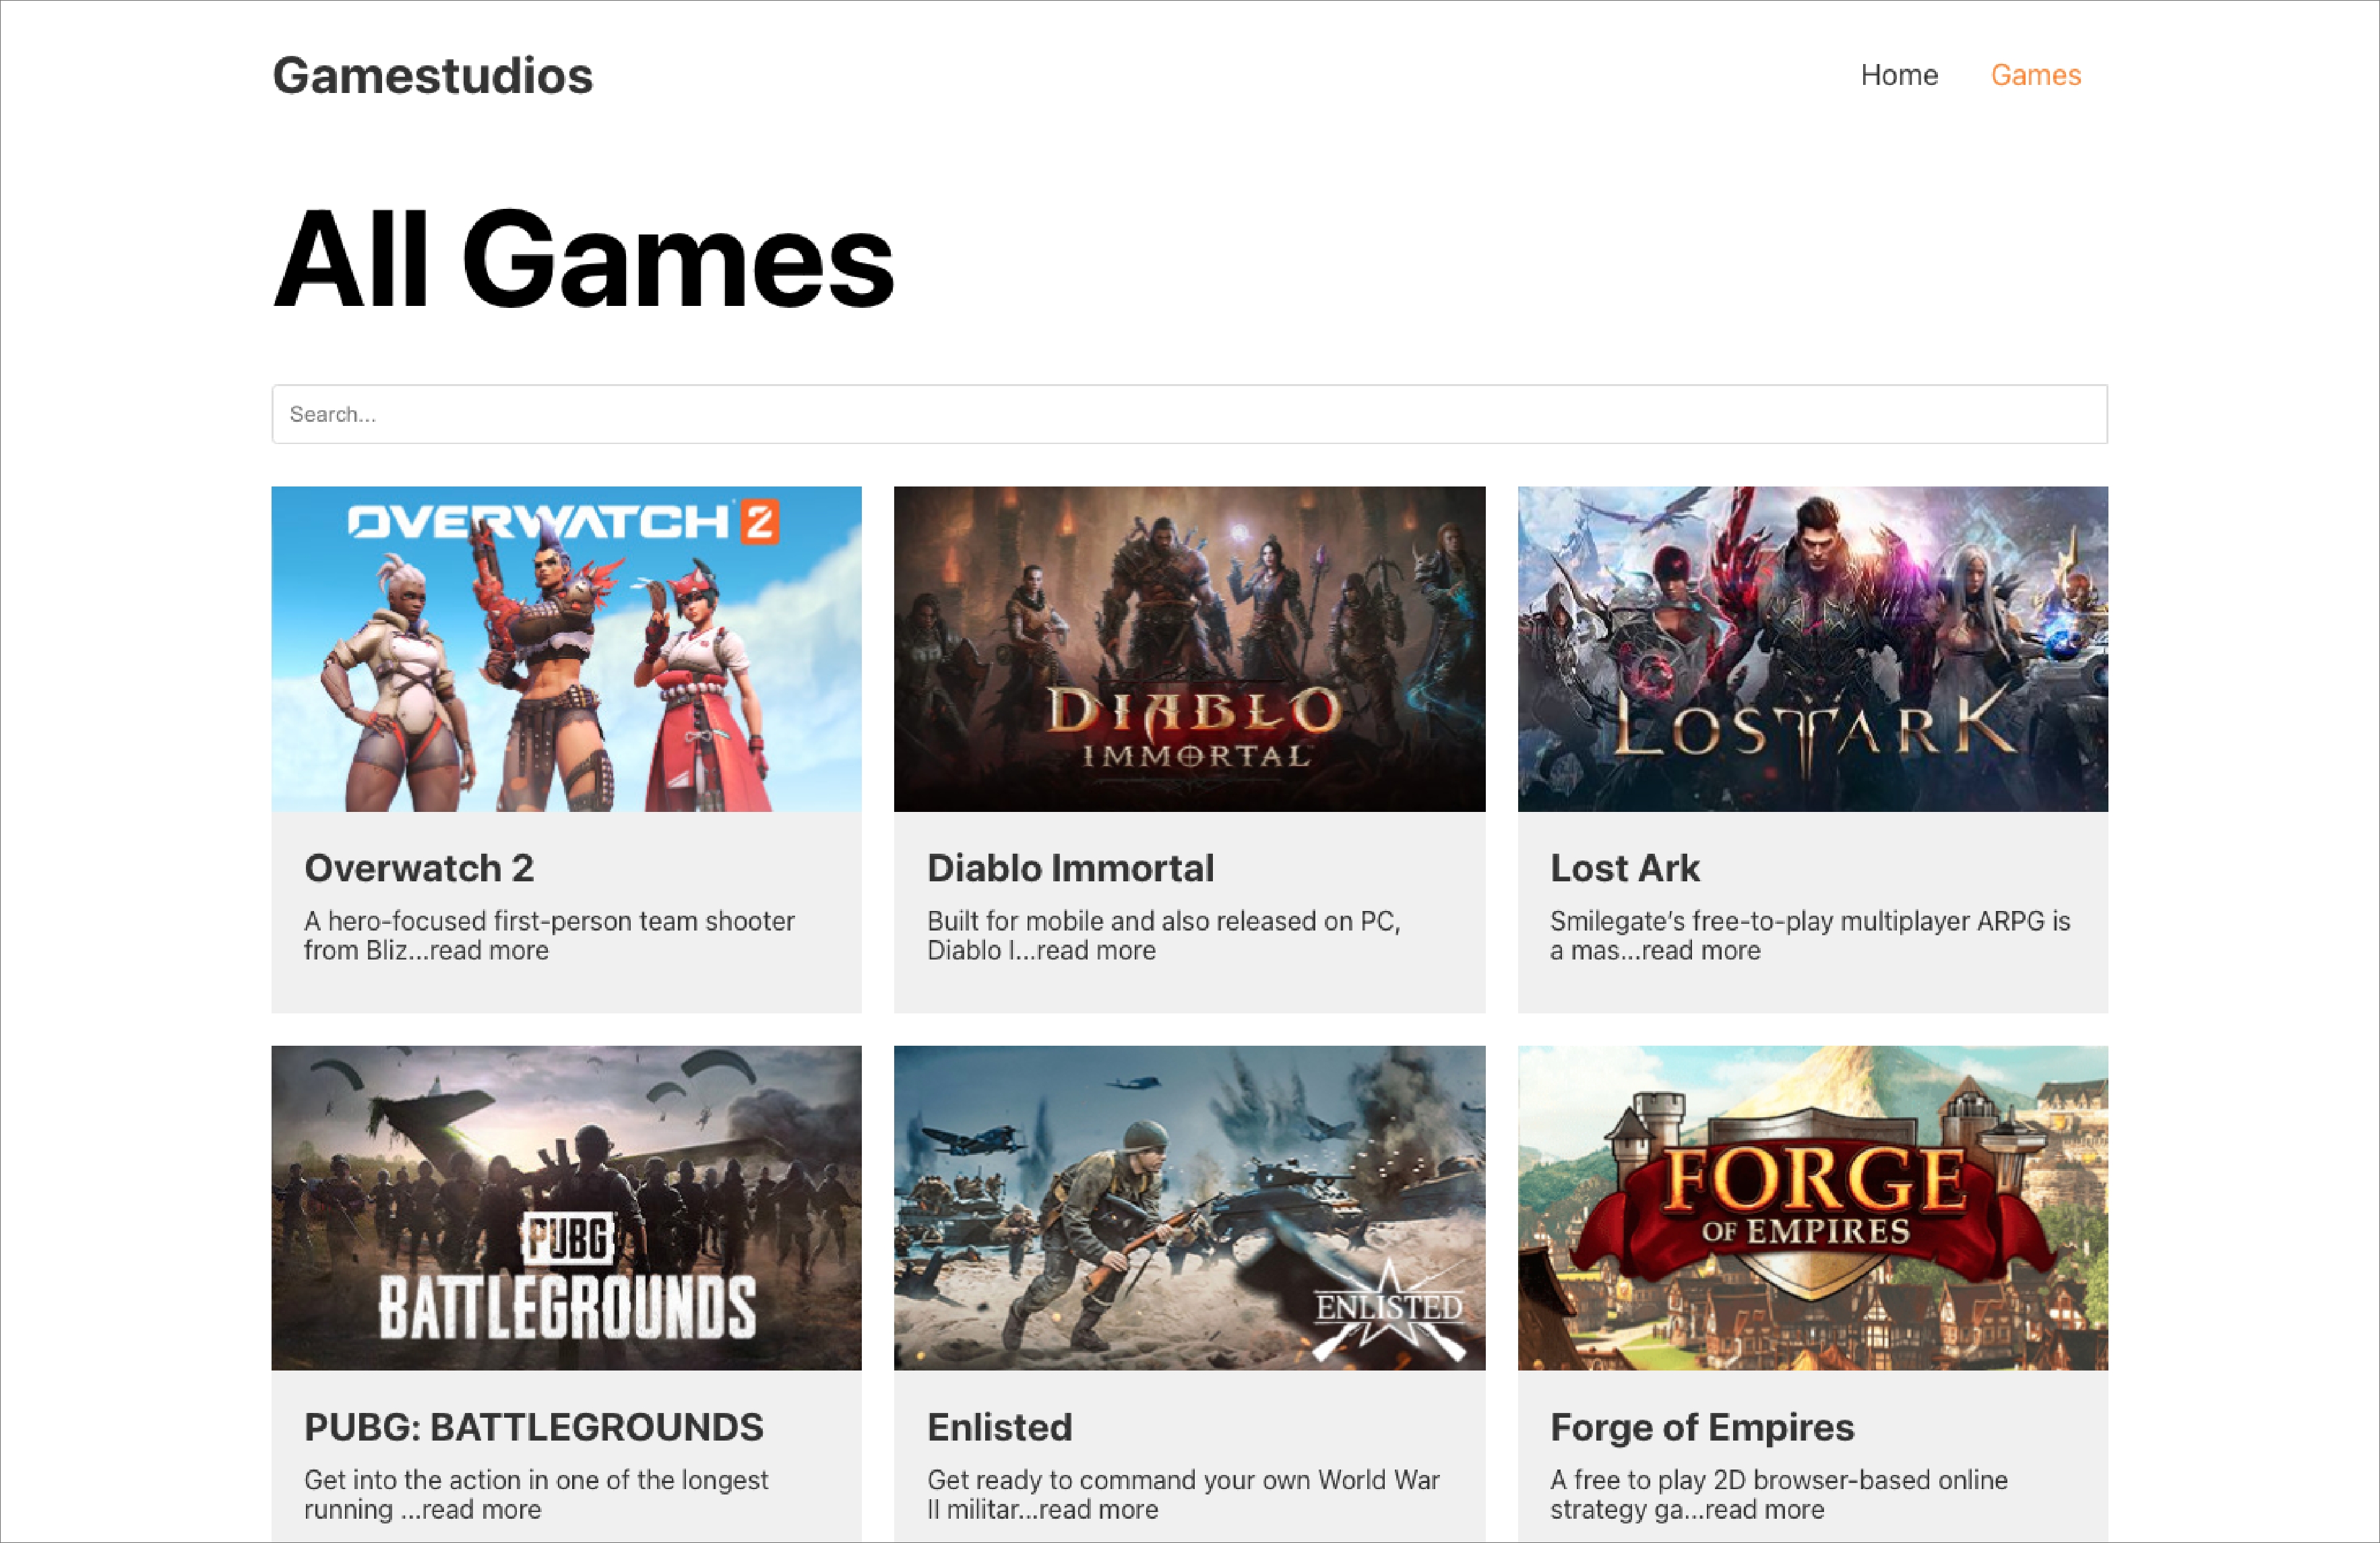 Gamestudios
Home
Games
All Games
Search...
OVERWATCH 2
DIABLO
IMMORTAL
LOST ARK
Overwatch 2
A hero-focused first-person team shooter
from Bliz...read more
Diablo Immortal
Built for mobile and also released on PC,
Diablo I...read more
Lost Ark
Smilegate’s free-to-play multiplayer ARPG is
a mas...read more
PUBG
BATTLEGROUNDS
ENLISTED
FORGE
OF EMPIRES
PUBG: BATTLEGROUNDS
Get into the action in one of the longest
running ...read more
Enlisted
Get ready to command your own World War
II militar...read more
Forge of Empires
A free to play 2D browser-based online
strategy ga...read more